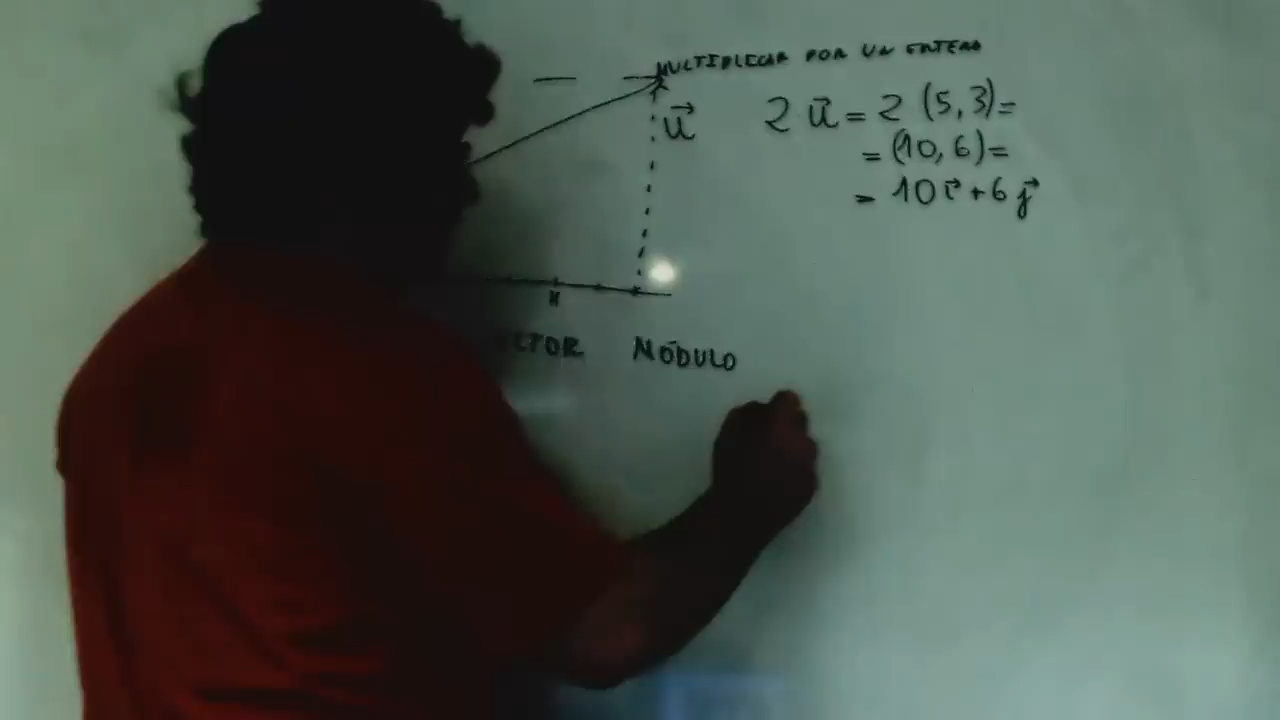 MULTIPLICAR POR UN ENTERO
u⃗
2 u⃗ = 2 (5,3)=
= (10,6)=
= 10 i⃗ + 6 j⃗
MÓDULO